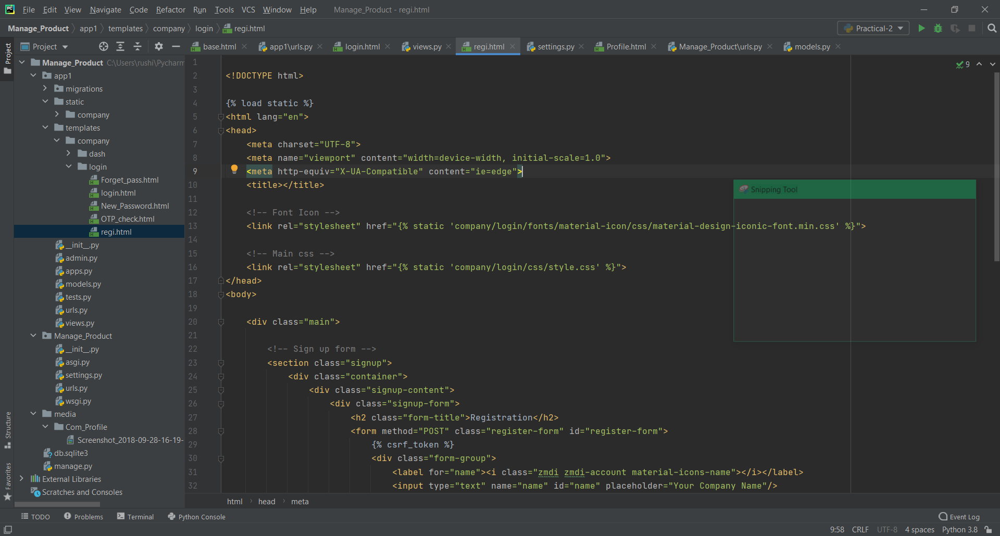 File Edit View Navigate Code Refactor Run Tools VCS Window Help Manage_Product - regi.html
Manage_Product app1 templates company login regi.html Practical-2
Project base.html app1\urls.py login.html views.py regi.html settings.py Profile.html Manage_Product\urls.py models.py
Project
Structure
Favorites
Manage_Product C:\Users\rushi\Pycharm
app1
migrations
static
company
templates
company
dash
login
Forget_pass.html
login.html
New_Password.html
OTP_check.html
regi.html
__init__.py
admin.py
apps.py
models.py
tests.py
urls.py
views.py
Manage_Product
__init__.py
asgi.py
settings.py
urls.py
wsgi.py
media
Com_Profile
Screenshot_2018-09-28-16-19-
db.sqlite3
manage.py
External Libraries
Scratches and Consoles
9
1
2 <!DOCTYPE html>
3
4 {% load static %}
5 <html lang="en">
6 <head>
7 <meta charset="UTF-8">
8 <meta name="viewport" content="width=device-width, initial-scale=1.0">
9 <meta http-equiv="X-UA-Compatible" content="ie=edge">
10 <title></title>
11
12 <!-- Font Icon -->
13 <link rel="stylesheet" href="{% static 'company/login/fonts/material-icon/css/material-design-iconic-font.min.css' %}">
14
15 <!-- Main css -->
16 <link rel="stylesheet" href="{% static 'company/login/css/style.css' %}">
17 </head>
18 <body>
19
20 <div class="main">
21
22 <!-- Sign up form -->
23 <section class="signup">
24 <div class="container">
25 <div class="signup-content">
26 <div class="signup-form">
27 <h2 class="form-title">Registration</h2>
28 <form method="POST" class="register-form" id="register-form">
29 {% csrf_token %}
30 <div class="form-group">
31 <label for="name"><i class="zmdi zmdi-account material-icons-name"></i></label>
32 <input type="text" name="name" id="name" placeholder="Your Company Name"/>
Snipping Tool
html head meta
TODO Problems Terminal Python Console Event Log
9:58 CRLF UTF-8 4 spaces Python 3.8